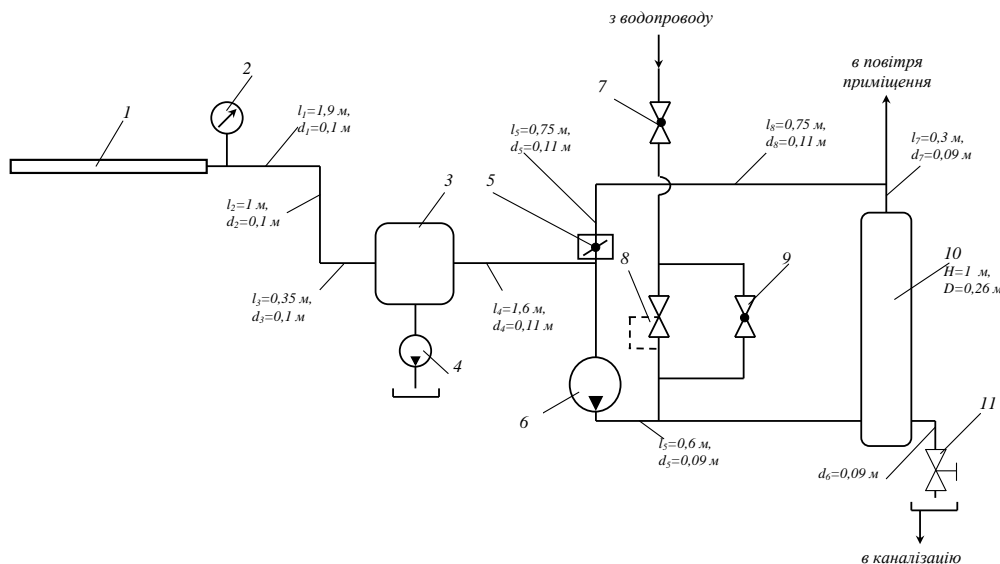 з водопроводу
в повітря
приміщення
1
2
l₁=1,9 м,
d₁=0,1 м
7
l₅=0,75 м,
d₅=0,11 м
l₈=0,75 м,
d₈=0,11 м
l₇=0,3 м,
d₇=0,09 м
l₂=1 м,
d₂=0,1 м
3
5
8
9
10
H=1 м,
D=0,26 м
l₃=0,35 м,
d₃=0,1 м
l₄=1,6 м,
d₄=0,11 м
4
6
11
l₅=0,6 м,
d₅=0,09 м
d₆=0,09 м
в каналізацію